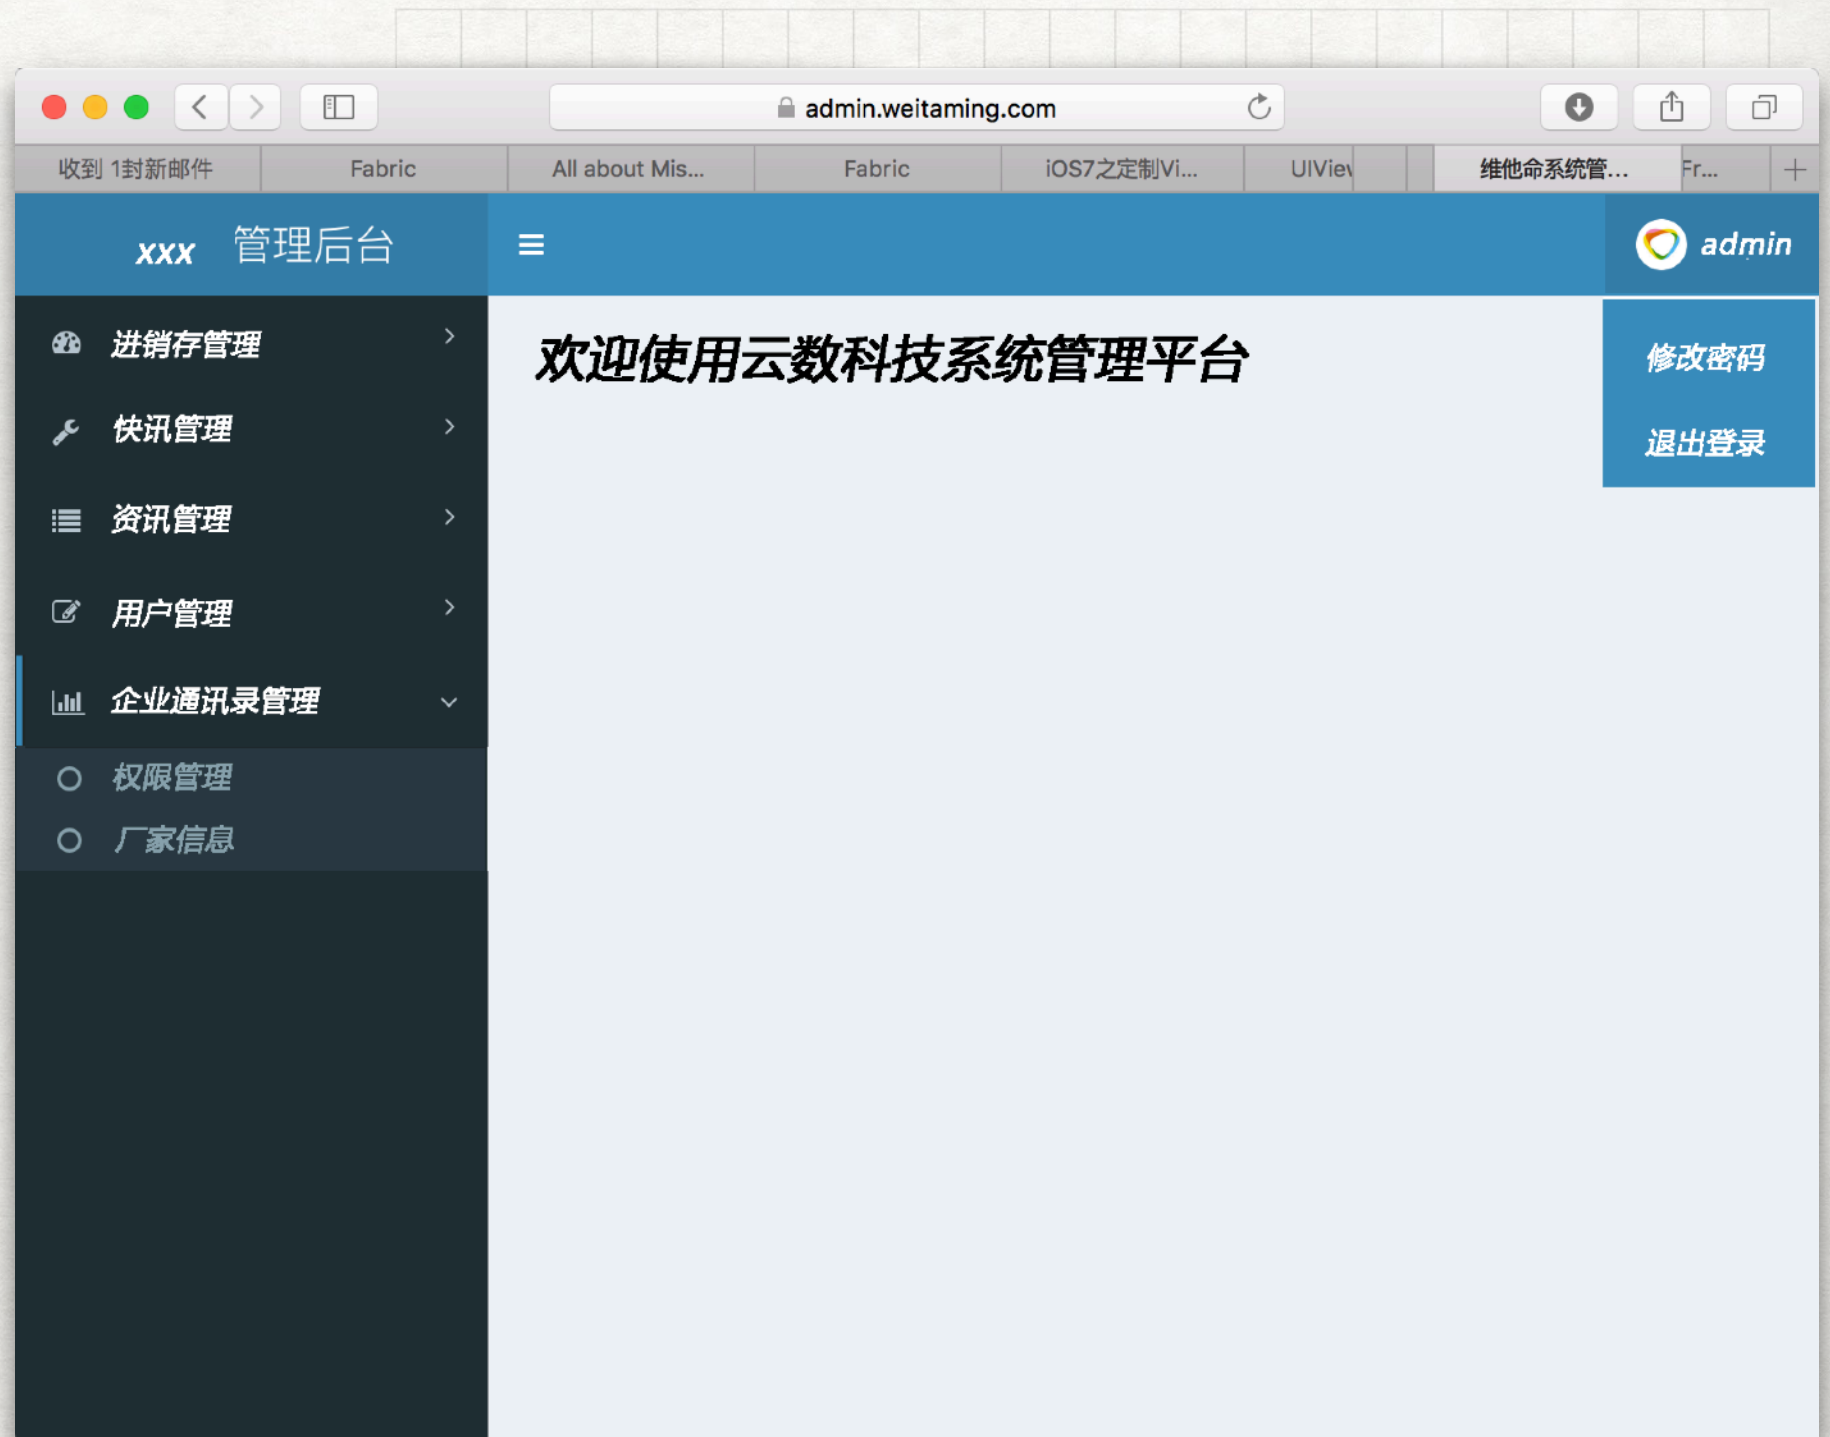 admin.weitaming.com
收到 1封新邮件
Fabric
All about Mis...
Fabric
iOS7之定制Vi...
UIView
维他命系统管...
Fr...
xxx 管理后台
admin
进销存管理
快讯管理
资讯管理
用户管理
企业通讯录管理
权限管理
厂家信息
欢迎使用云数科技系统管理平台
修改密码
退出登录